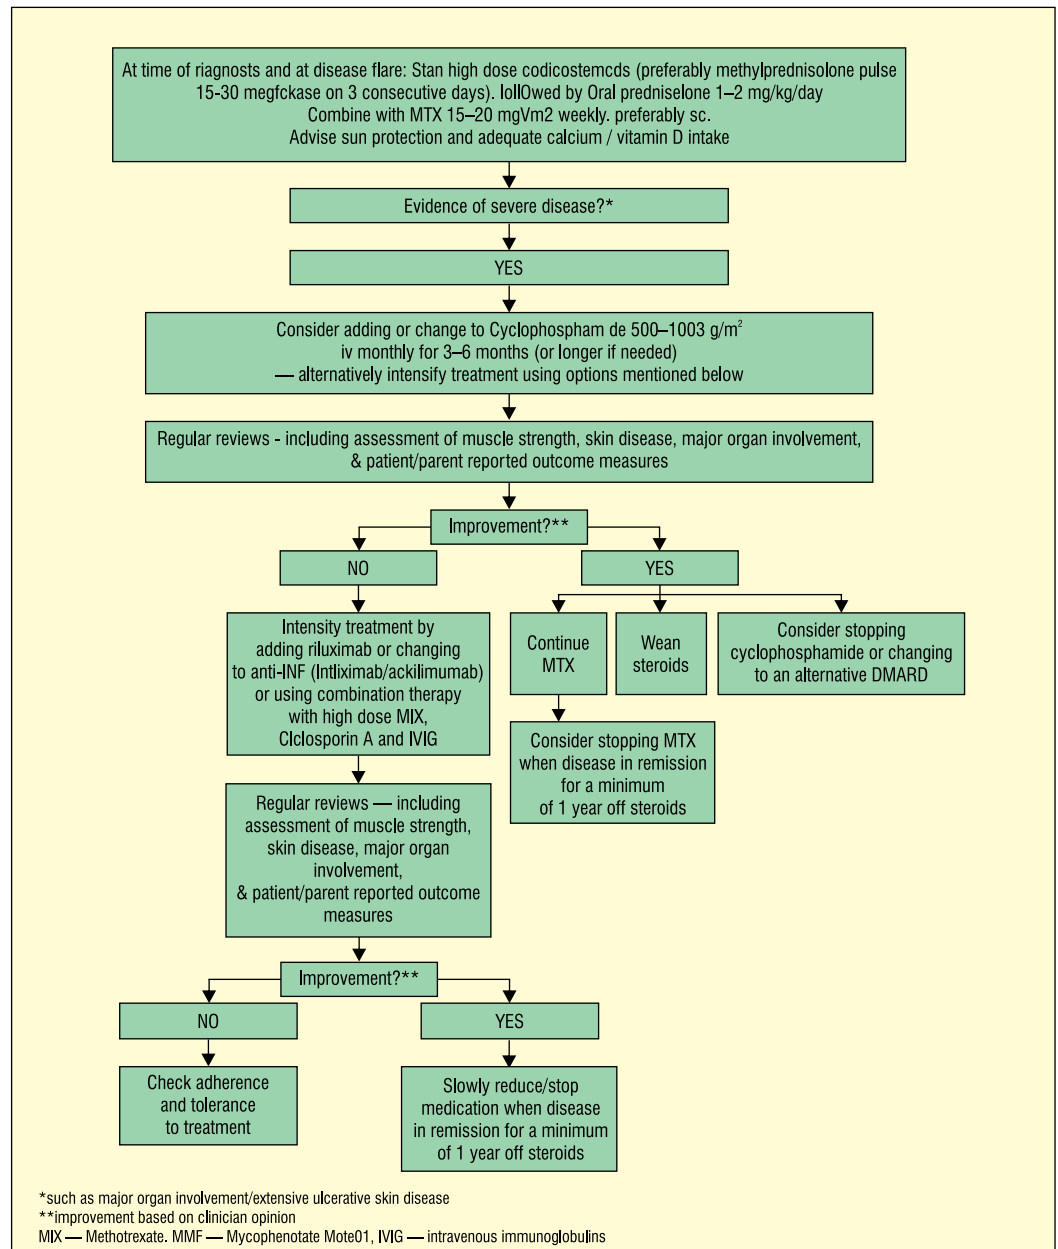 At time of riagnosts and at disease flare: Stan high dose codicostemcds (preferably methylprednisolone pulse
15-30 megfckase on 3 consecutive days). lollOwed by Oral predniselone 1–2 mg/kg/day
Combine with MTX 15–20 mgVm2 weekly. preferably sc.
Advise sun protection and adequate calcium / vitamin D intake
Evidence of severe disease?*
YES
Consider adding or change to Cyclophospham de 500–1003 g/m²
iv monthly for 3–6 months (or longer if needed)
— alternatively intensify treatment using options mentioned below
Regular reviews - including assessment of muscle strength, skin disease, major organ involvement,
& patient/parent reported outcome measures
Improvement?**
NO
YES
Intensity treatment by
adding riluximab or changing
to anti-INF (Intliximab/ackilimumab)
or using combination therapy
with high dose MIX,
Clclosporin A and IVIG
Continue
MTX
Wean
steroids
Consider stopping
cyclophosphamide or changing
to an alternative DMARD
Consider stopping MTX
when disease in remission
for a minimum
of 1 year off steroids
Regular reviews — including
assessment of muscle strength,
skin disease, major organ
involvement,
& patient/parent reported outcome
measures
Improvement?**
NO
YES
Check adherence
and tolerance
to treatment
Slowly reduce/stop
medication when disease
in remission for a minimum
of 1 year off steroids
*such as major organ involvement/extensive ulcerative skin disease
**improvement based on clinician opinion
MIX — Methotrexate. MMF — Mycophenotate Mote01, IVIG — intravenous immunoglobulins